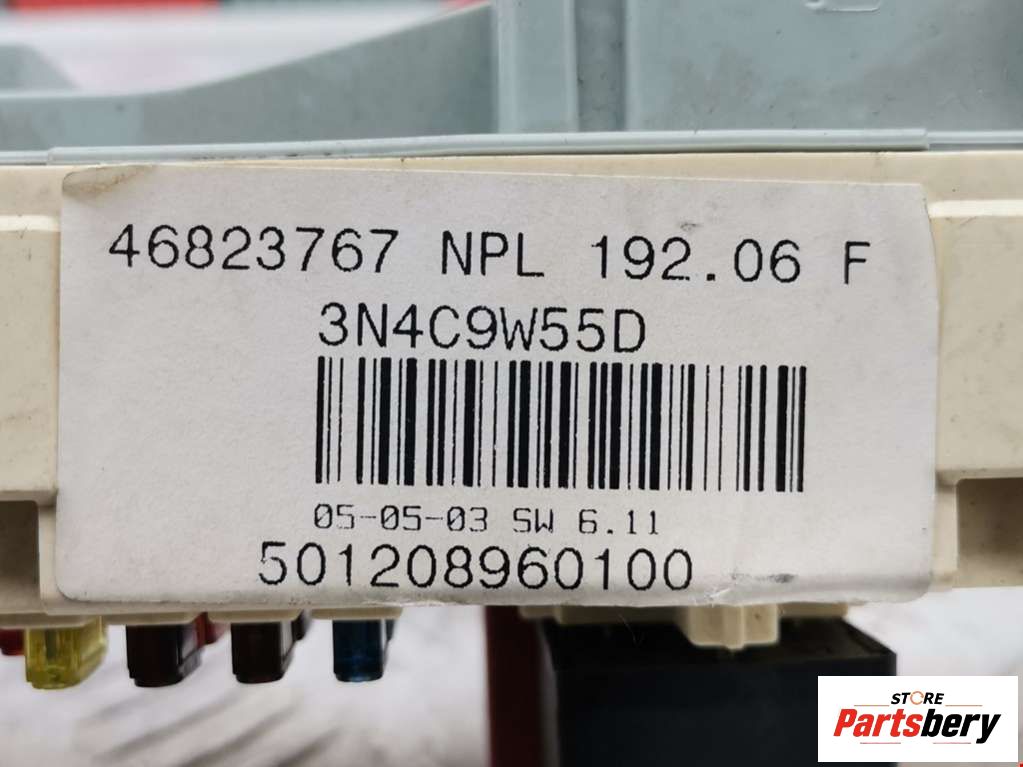 46823767 NPL 192.06 F
3N4C9W55D
05-05-03 SW 6.11
501208960100
STORE
Partsbery